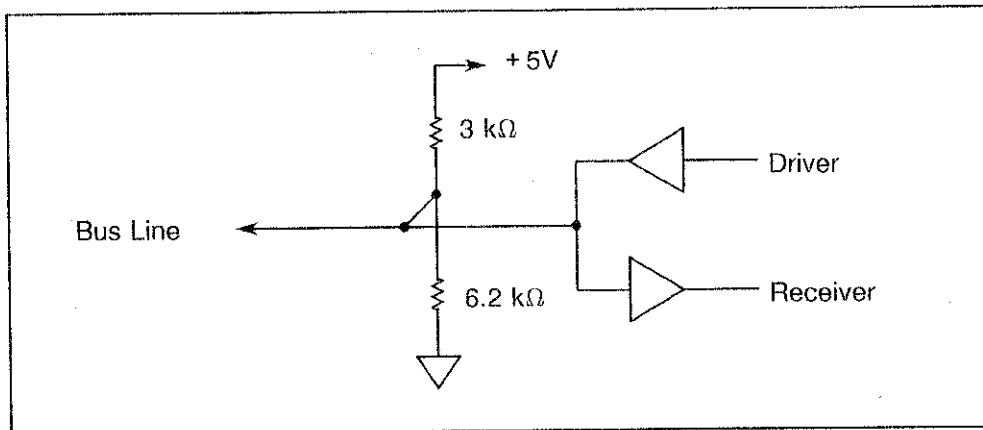 + 5V
3 kΩ
Driver
Bus Line
6.2 kΩ
Receiver